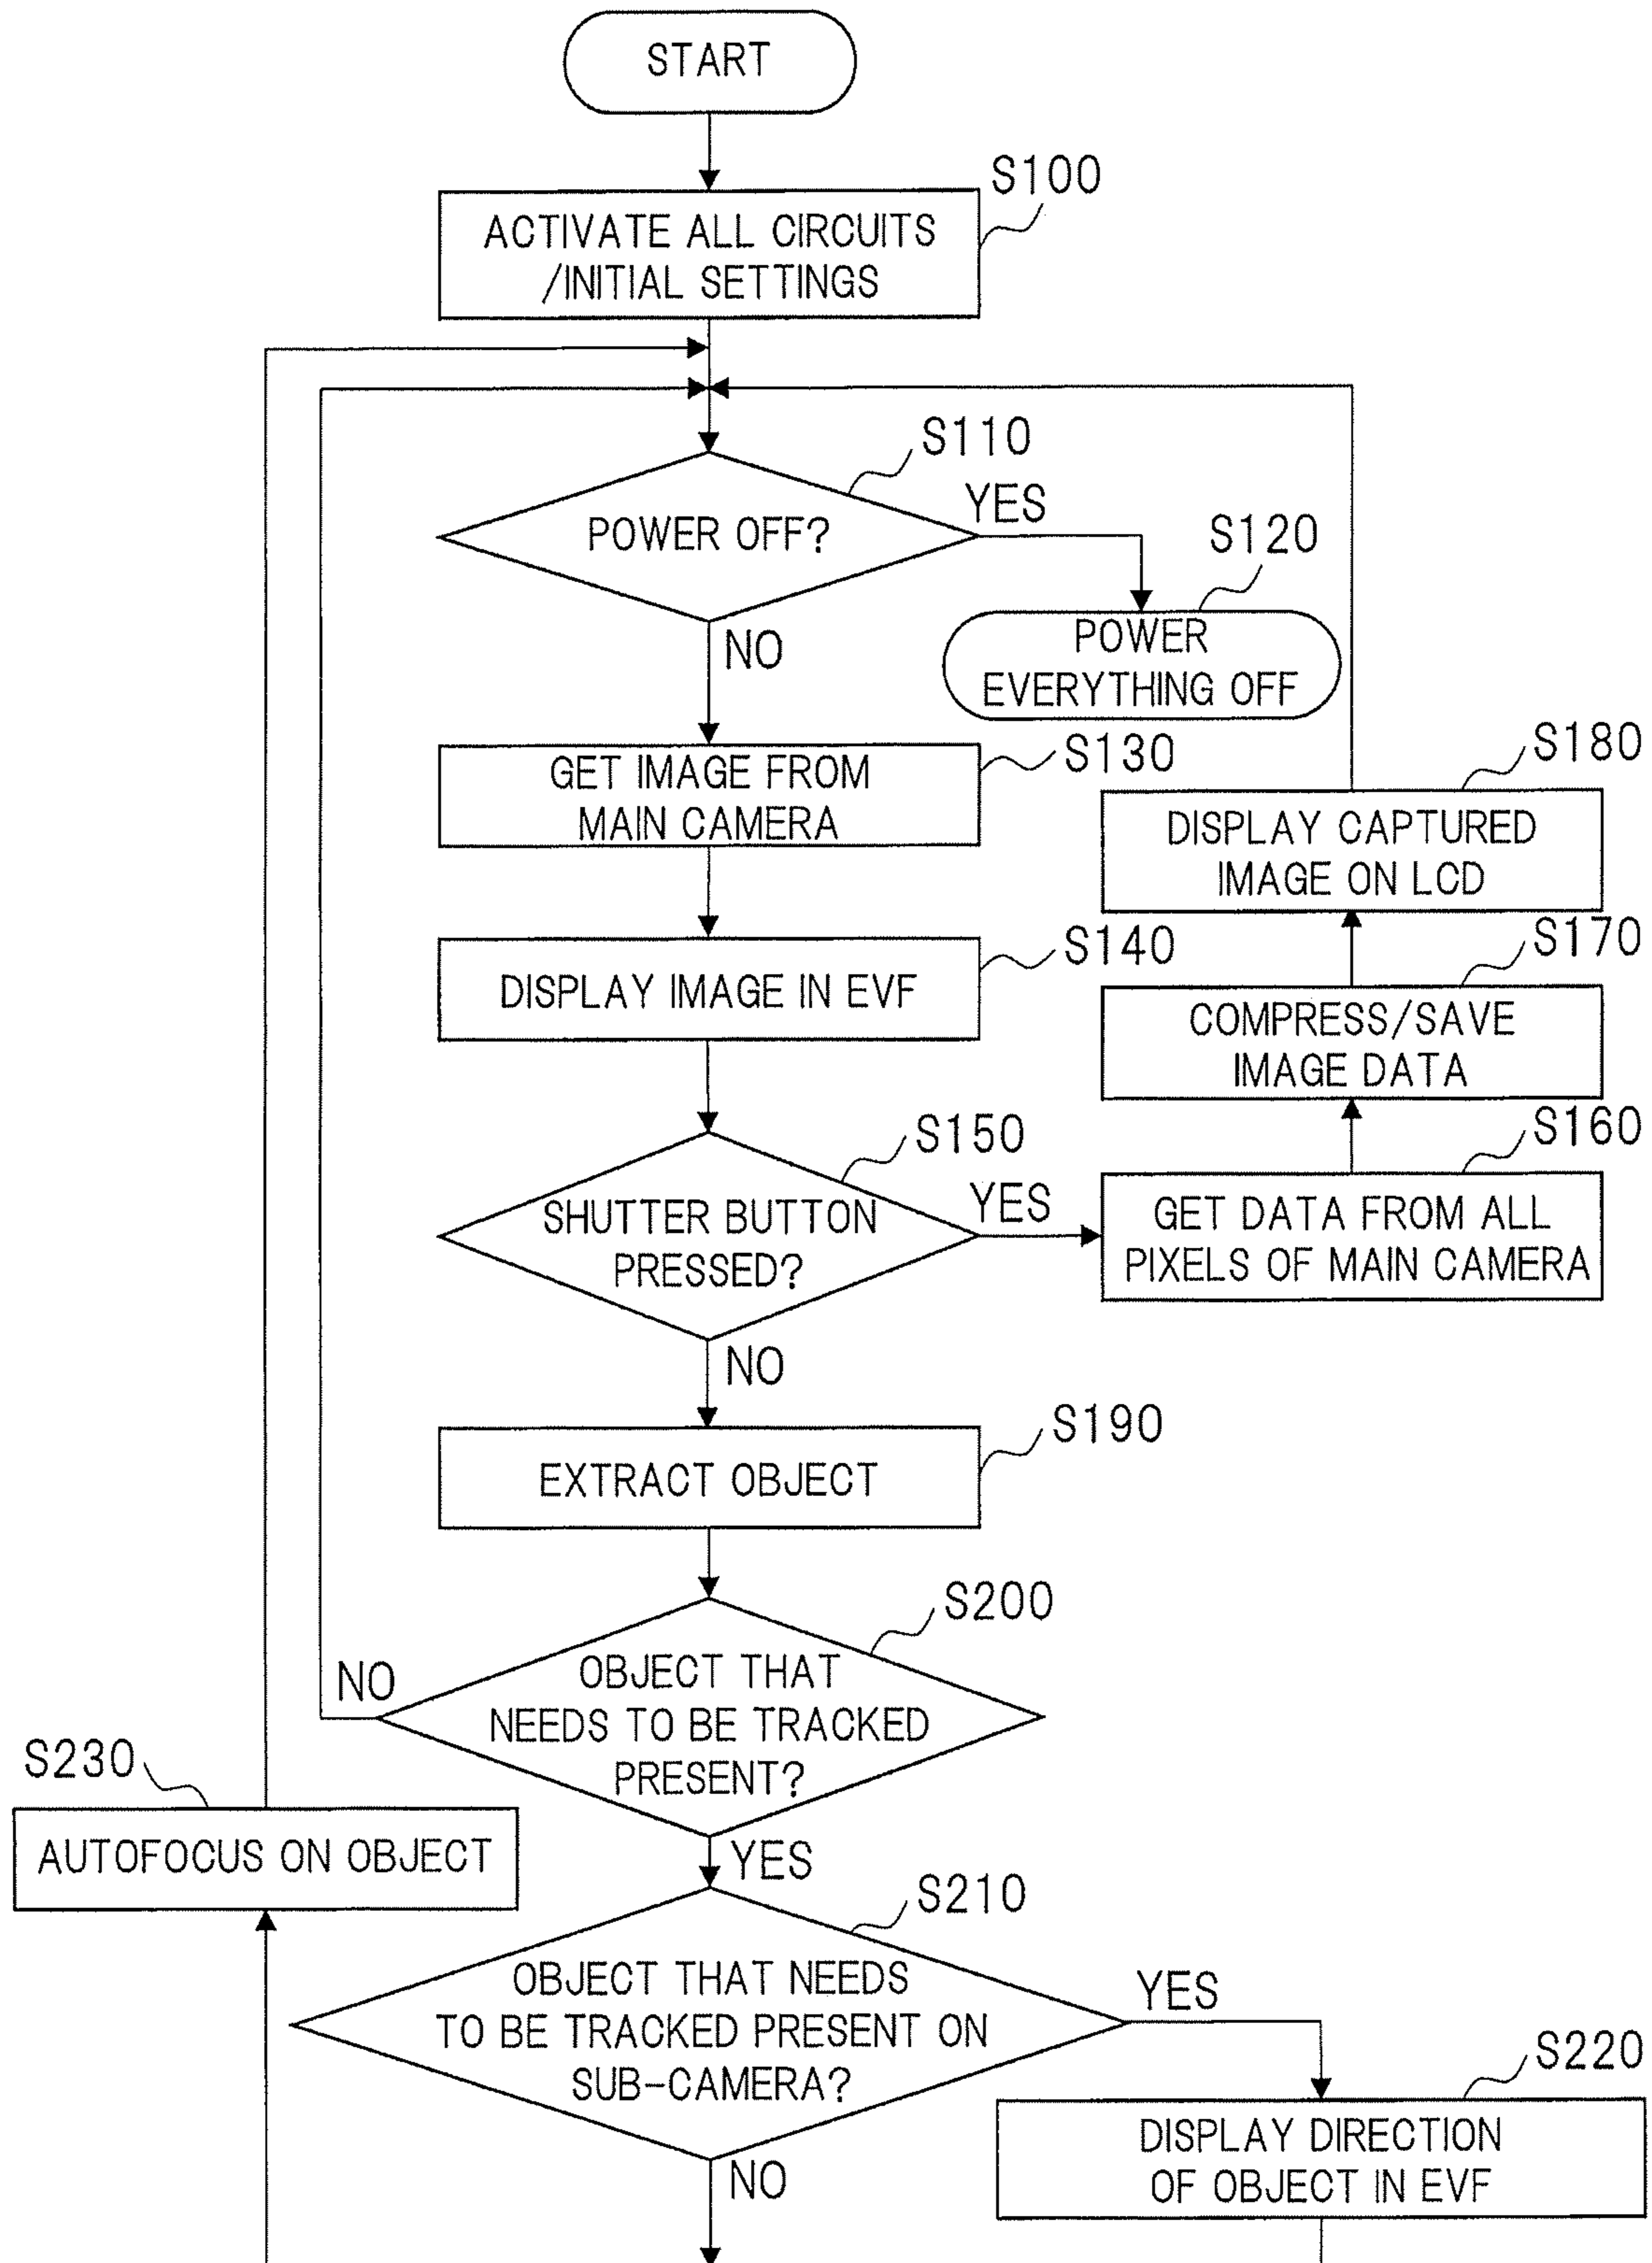 START
S100
ACTIVATE ALL CIRCUITS
/INITIAL SETTINGS
S110
POWER OFF?
YES
NO
S120
POWER
EVERYTHING OFF
S130
GET IMAGE FROM
MAIN CAMERA
S140
DISPLAY IMAGE IN EVF
S150
SHUTTER BUTTON
PRESSED?
YES
NO
S160
GET DATA FROM ALL
PIXELS OF MAIN CAMERA
S170
COMPRESS/SAVE
IMAGE DATA
S180
DISPLAY CAPTURED
IMAGE ON LCD
S190
EXTRACT OBJECT
S200
OBJECT THAT
NEEDS TO BE TRACKED
PRESENT?
NO
YES
S230
AUTOFOCUS ON OBJECT
S210
OBJECT THAT NEEDS
TO BE TRACKED PRESENT ON
SUB-CAMERA?
YES
NO
S220
DISPLAY DIRECTION
OF OBJECT IN EVF